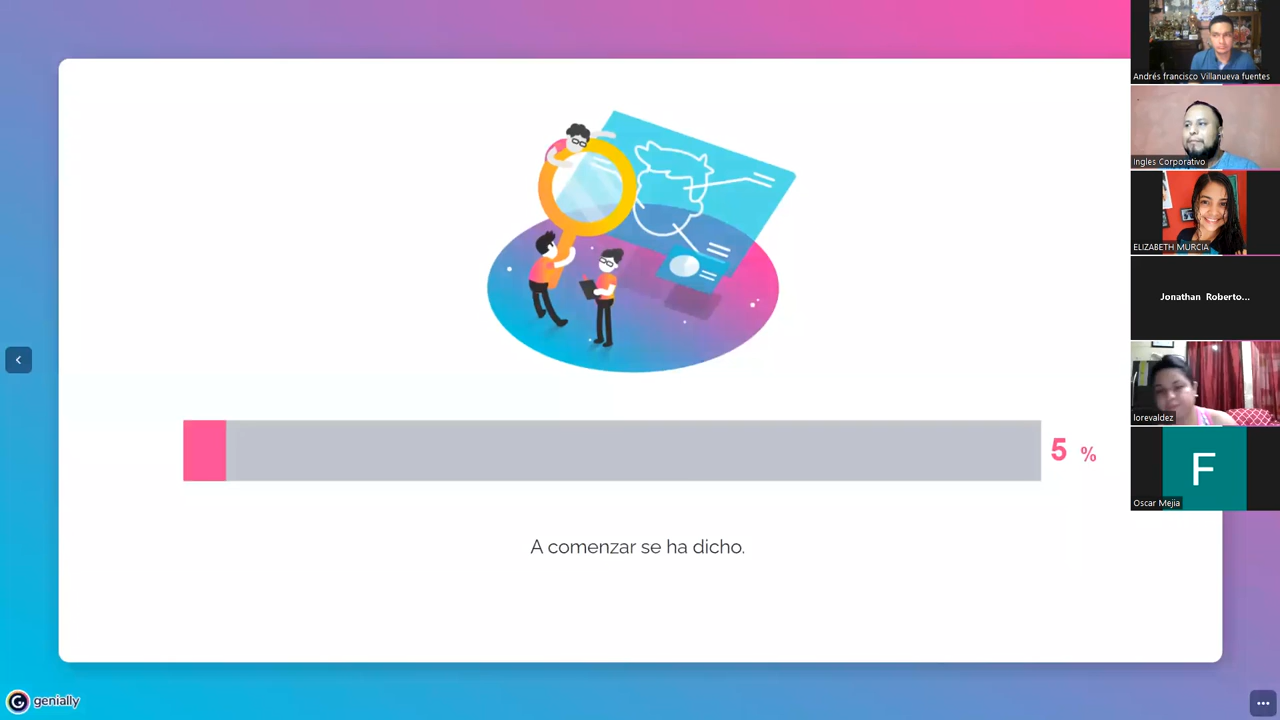 Andrés francisco Villanueva fuentes
Ingles Corporativo
ELIZABETH MURCIA
Jonathan Roberto...
lorevaldez
F
Oscar Mejia
5 %
A comenzar se ha dicho.
genially